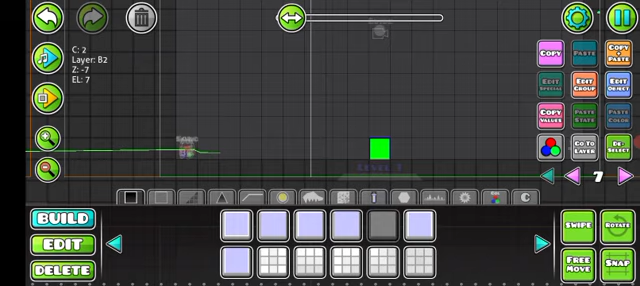 C: 2
Layer: B2
Z: -7
EL: 7
COPY
PASTE
COPY + PASTE
EDIT SPECIAL
EDIT GROUP
EDIT OBJECT
COPY VALUES
PASTE STATE
PASTE COLOR
GO TO LAYER
DE- SELECT
7
BUILD
EDIT
DELETE
SWIPE
ROTATE
FREE MOVE
SNAP